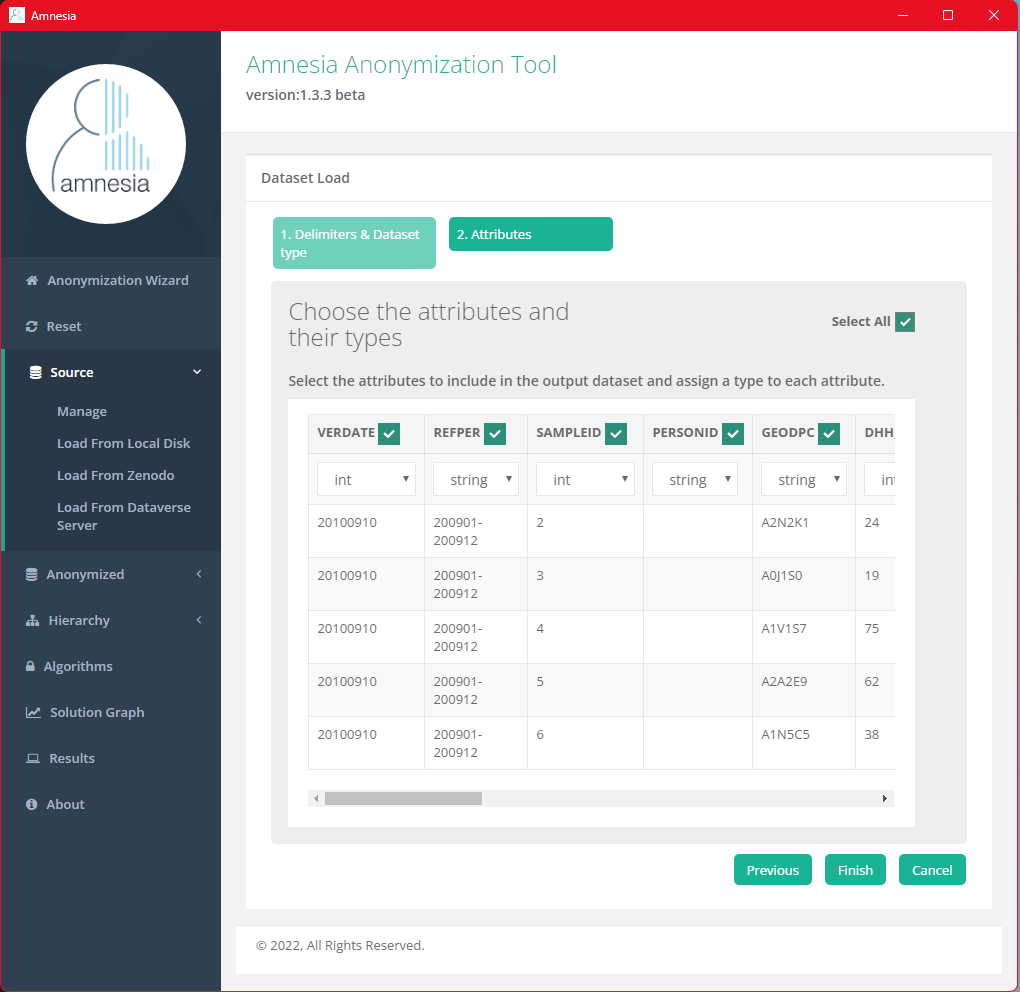 Amnesia
amnesia
Anonymization Wizard
Reset
Source
Manage
Load From Local Disk
Load From Zenodo
Load From Dataverse
Server
Anonymized
Hierarchy
Algorithms
Solution Graph
Results
About
Amnesia Anonymization Tool
version:1.3.3 beta
Dataset Load
1. Delimiters & Dataset
type
2. Attributes
Choose the attributes and
their types
Select All
Select the attributes to include in the output dataset and assign a type to each attribute.
VERDATE REFPER SAMPLEID PERSONID GEODPC DHH_
int string int string string int
20100910 200901- 2 A2N2K1 24
200912
20100910 200901- 3 A0J1S0 19
200912
20100910 200901- 4 A1V1S7 75
200912
20100910 200901- 5 A2A2E9 62
200912
20100910 200901- 6 A1N5C5 38
200912
Previous Finish Cancel
© 2022, All Rights Reserved.